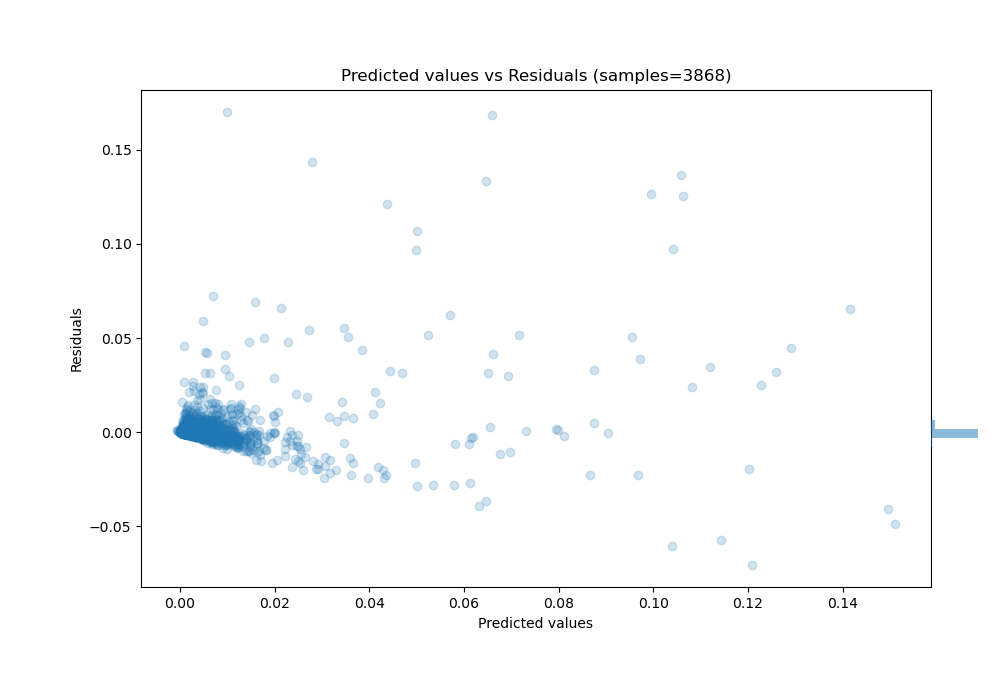 Predicted values vs Residuals (samples=3868)
0.15
0.10
0.05
0.00
−0.05
Residuals
0.00 0.02 0.04 0.06 0.08 0.10 0.12 0.14
Predicted values